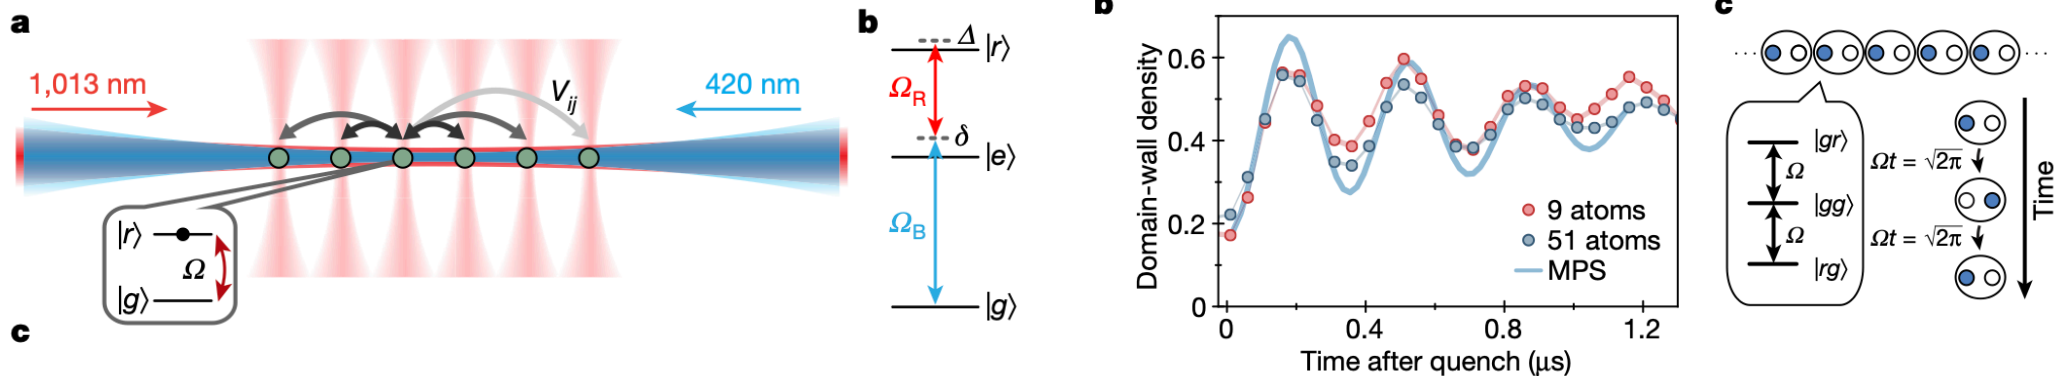 a
1,013 nm
420 nm
V_ij
|r⟩
Ω
|g⟩
c
b
Δ
|r⟩
Ω_R
δ
|e⟩
Ω_B
|g⟩
b
Domain-wall density
0.6
0.4
0.2
0
0 0.4 0.8 1.2
Time after quench (μs)
9 atoms
51 atoms
MPS
c
··· ···
|gr⟩
Ω
|gg⟩
Ω
|rg⟩
Ωt = √2π
Ωt = √2π
Time